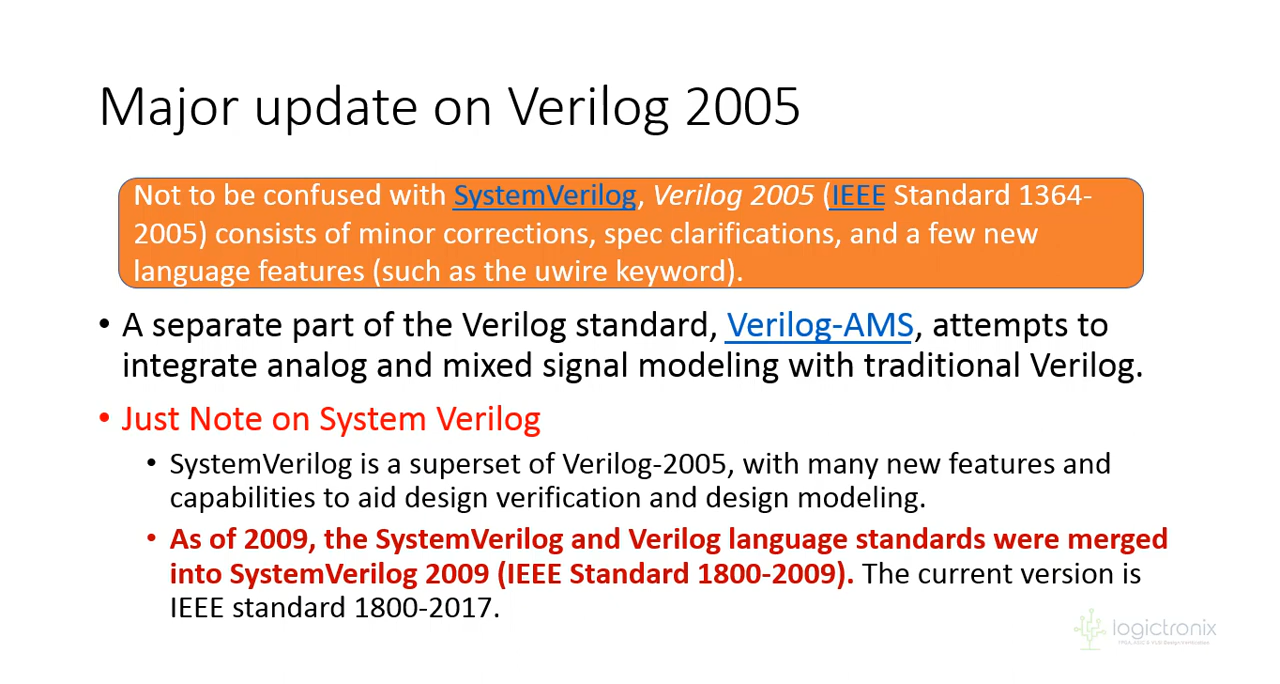 Major update on Verilog 2005
Not to be confused with SystemVerilog, Verilog 2005 (IEEE Standard 1364-
2005) consists of minor corrections, spec clarifications, and a few new
language features (such as the uwire keyword).
• A separate part of the Verilog standard, Verilog-AMS, attempts to
integrate analog and mixed signal modeling with traditional Verilog.
• Just Note on System Verilog
• SystemVerilog is a superset of Verilog-2005, with many new features and
capabilities to aid design verification and design modeling.
• As of 2009, the SystemVerilog and Verilog language standards were merged
into SystemVerilog 2009 (IEEE Standard 1800-2009). The current version is
IEEE standard 1800-2017.
logictronix